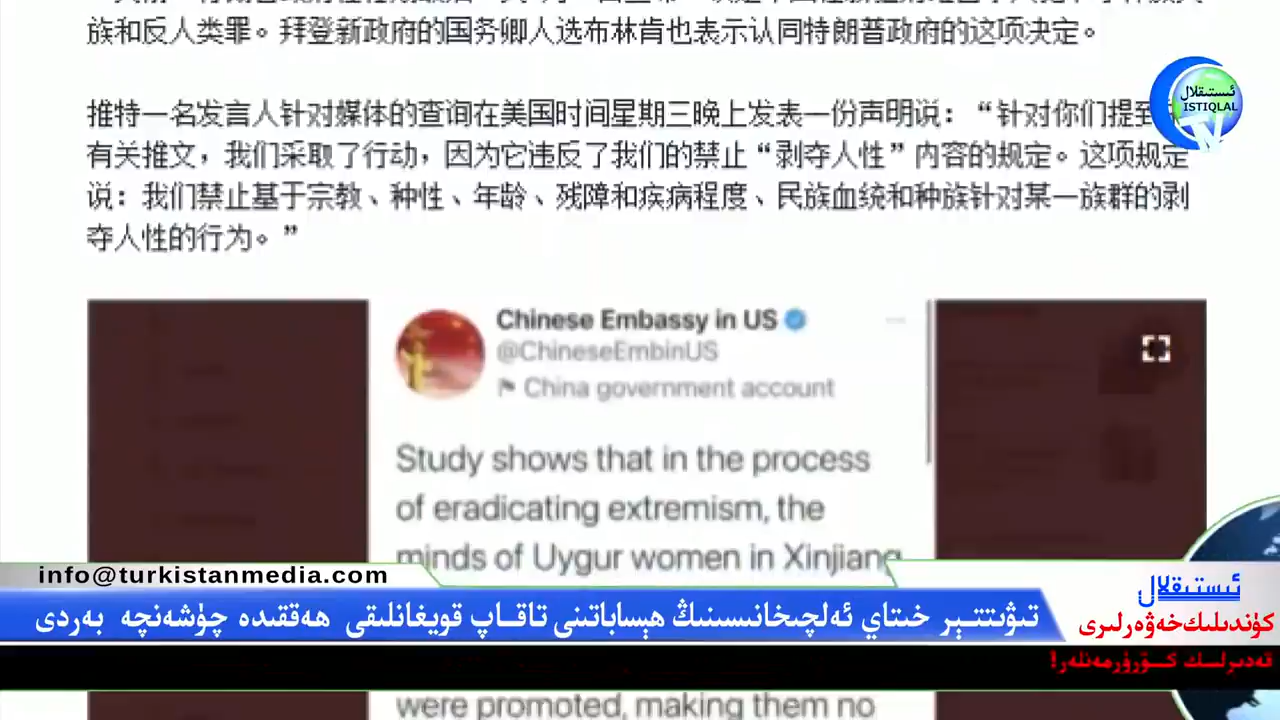 族和反人类罪。拜登新政府的国务卿人选布林肯也表示认同特朗普政府的这项决定。
推特一名发言人针对媒体的查询在美国时间星期三晚上发表一份声明说：“针对你们提到
有关推文，我们采取了行动，因为它违反了我们的禁止“剥夺人性”内容的规定。这项规定
说：我们禁止基于宗教、种性、年龄、残障和疾病程度、民族血统和种族针对某一族群的剥
夺人性的行为。”
ئىستىقلال
ISTIQLAL
Chinese Embassy in US
@ChineseEmbinUS
China government account
Study shows that in the process
of eradicating extremism, the
minds of Uygur women in Xinjiang
info@turkistanmedia.com
تىۋىتتېر خىتاي ئەلچىخانىسىنىڭ ھېساباتىنى تاقاپ قويغانلىقى ھەققىدە چۈشەنچە بەردى
ئىستىقلال
كۈندىلىك خەۋەرلىرى
قەدىرلىك كۆرۈرمەنلەر!
were promoted, making them no